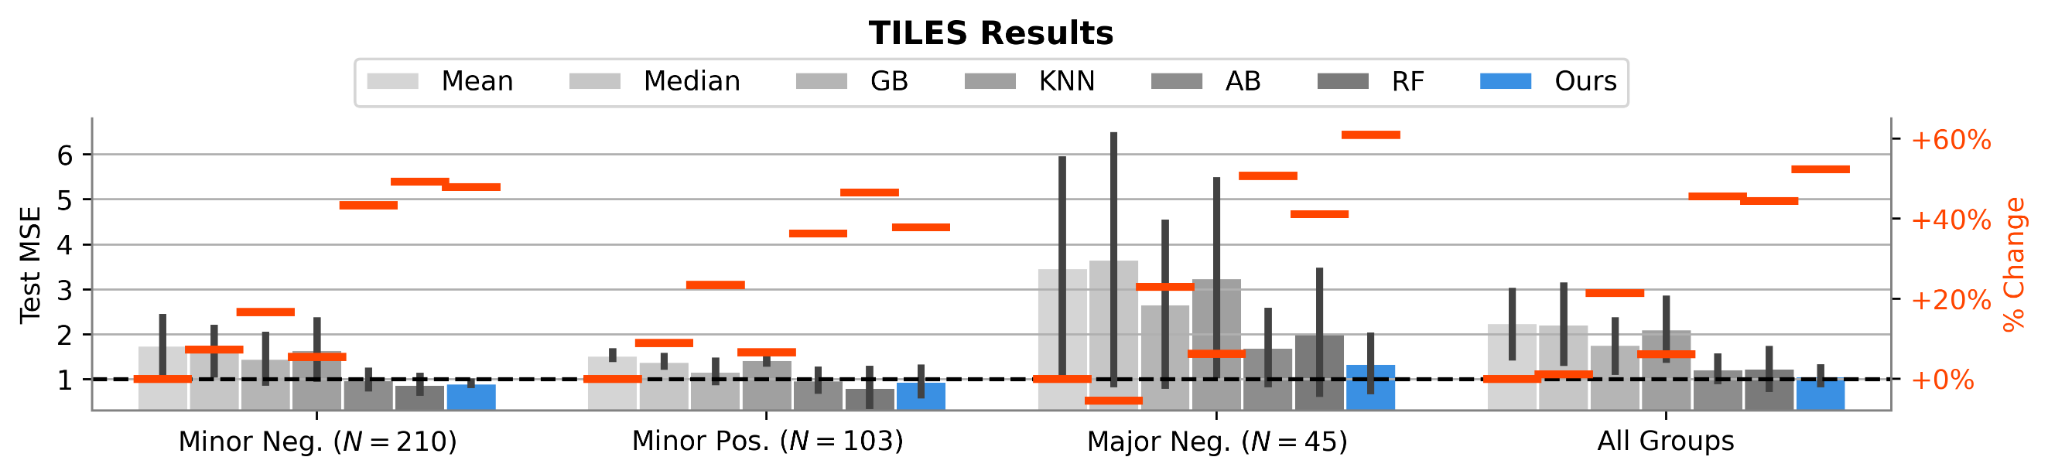 TILES Results
Mean Median GB KNN AB RF Ours
Test MSE
6
5
4
3
2
1
+60%
+40%
+20%
+0%
% Change
Minor Neg. (N = 210) Minor Pos. (N = 103) Major Neg. (N = 45) All Groups